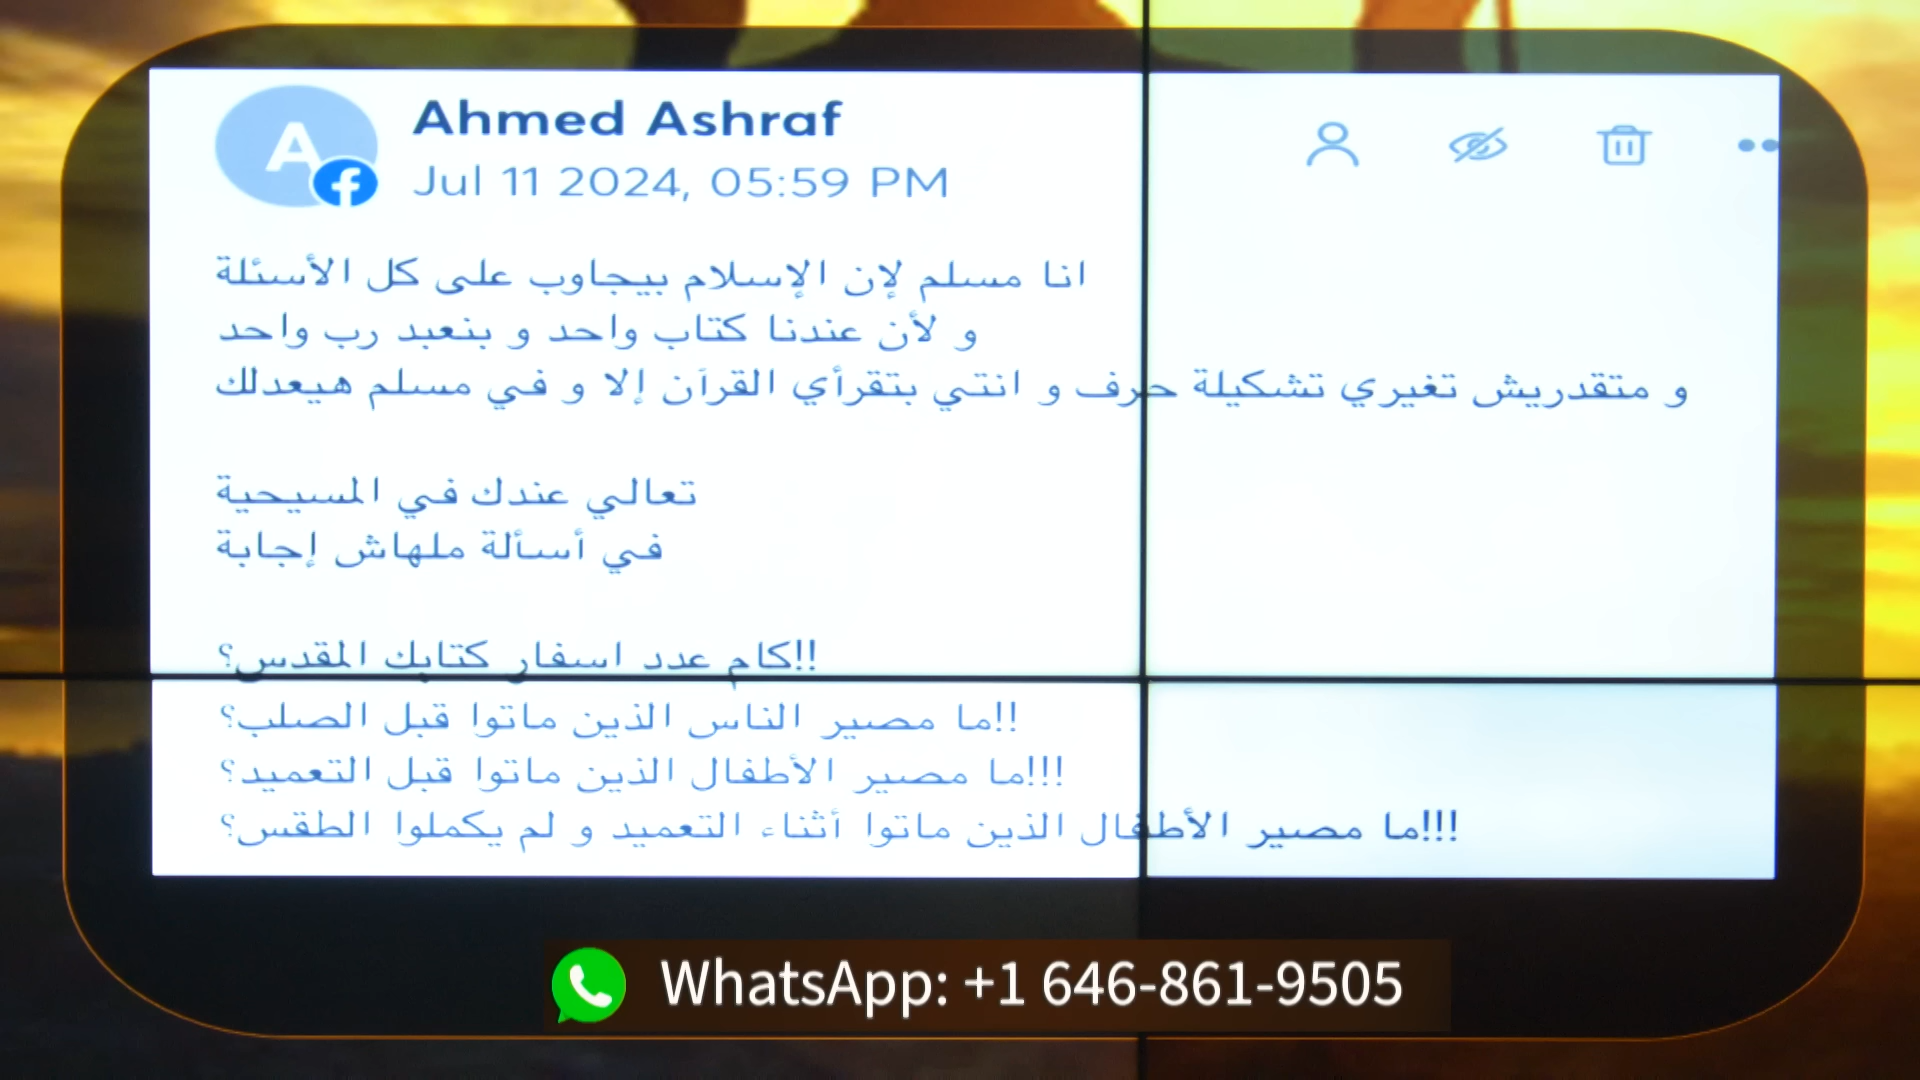 A
Ahmed Ashraf
Jul 11 2024, 05:59 PM
انا مسلم لإن الإسلام بيجاوب على كل الأسئلة
و لأن عندنا كتاب واحد و بنعبد رب واحد
و متقدريش تغيري تشكيلة حرف و انتي بتقرأي القرآن إلا و في مسلم هيعدلك
تعالي عندك في المسيحية
في أسألة ملهاش إجابة
!!كام عدد اسفار كتابك المقدس؟
!!ما مصير الناس الذين ماتوا قبل الصلب؟
!!!ما مصير الأطفال الذين ماتوا قبل التعميد؟
!!!ما مصير الأطفال الذين ماتوا أثناء التعميد و لم يكملوا الطقس؟
WhatsApp: +1 646-861-9505